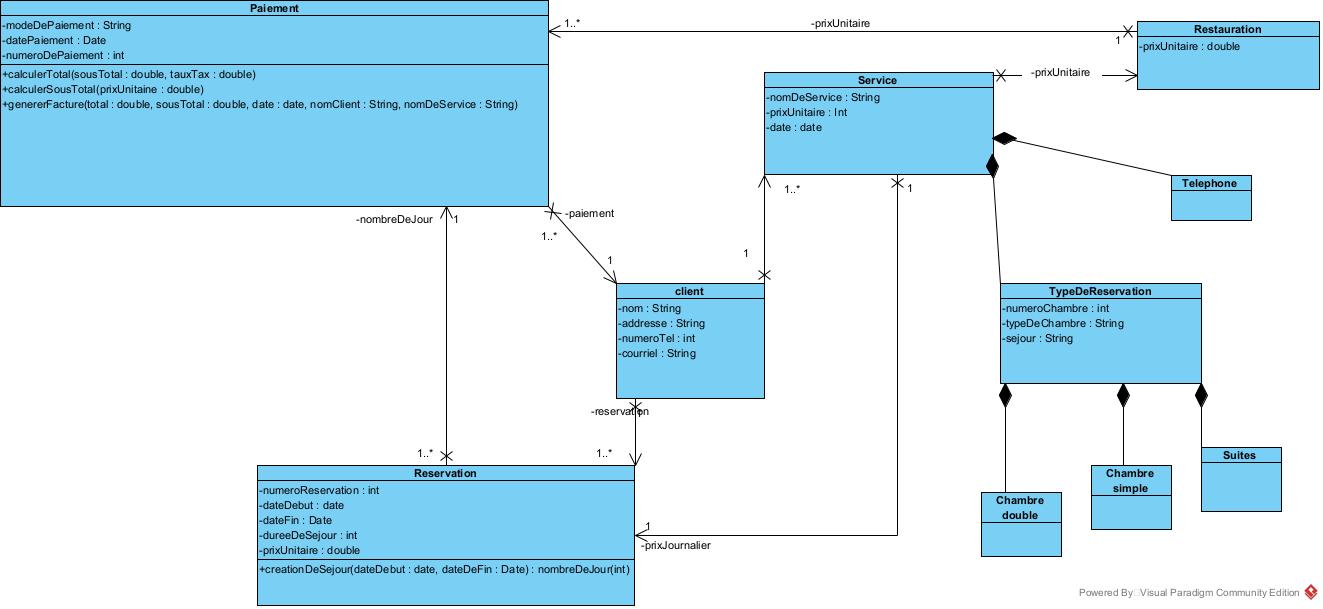 Paiement
-modeDePaiement : String
-datePaiement : Date
-numeroDePaiement : int
+calculerTotal(sousTotal : double, tauxTax : double)
+calculerSousTotal(prixUnitaine : double)
+genererFacture(total : double, sousTotal : double, date : date, nomClient : String, nomDeService : String)
1..*
-prixUnitaire
1
Restauration
-prixUnitaire : double
-prixUnitaire
Service
-nomDeService : String
-prixUnitaire : Int
-date : date
1..*
1
Telephone
-nombreDeJour
1
-paiement
1..*
1
1
client
-nom : String
-addresse : String
-numeroTel : int
-courriel : String
TypeDeReservation
-numeroChambre : int
-typeDeChambre : String
-sejour : String
-reservation
1..*
1..*
Reservation
-numeroReservation : int
-dateDebut : date
-dateFin : Date
-dureeDeSejour : int
-prixUnitaire : double
+creationDeSejour(dateDebut : date, dateDeFin : Date) : nombreDeJour(int)
1
-prixJournalier
Chambre
double
Chambre
simple
Suites
Powered By Visual Paradigm Community Edition